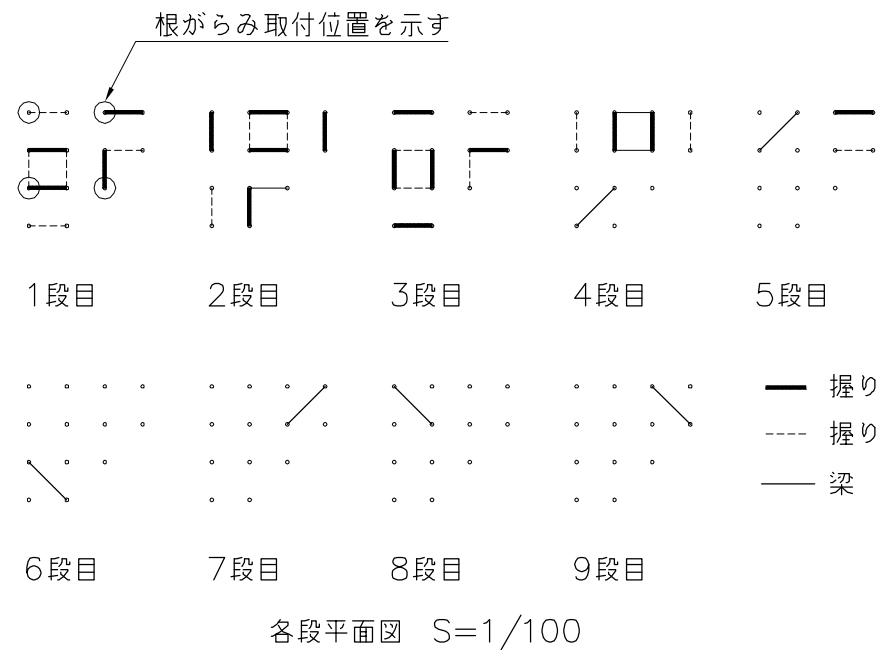 根がらみ取付位置を示す
1段目
2段目
3段目
4段目
5段目
6段目
7段目
8段目
9段目
握り
握り
梁
各段平面図 S=1/100